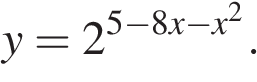 y = 2^{5-8x-x^2}.